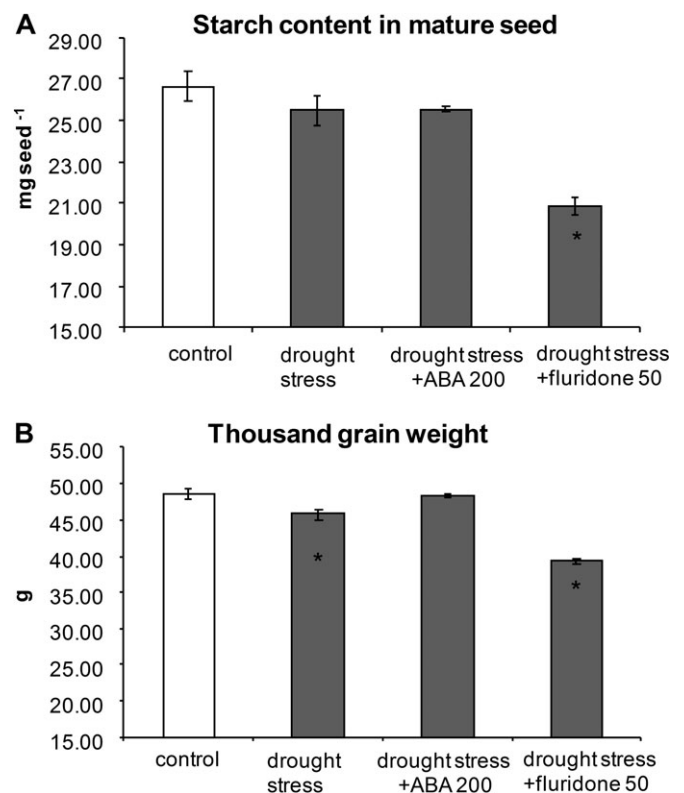 A Starch content in mature seed
29.00
27.00
25.00
23.00
21.00
19.00
17.00
15.00
mg seed -1
*
control
drought stress
drought stress +ABA 200
drought stress +fluridone 50
B Thousand grain weight
55.00
50.00
45.00
40.00
35.00
30.00
25.00
20.00
15.00
g
*
*
control
drought stress
drought stress +ABA 200
drought stress +fluridone 50